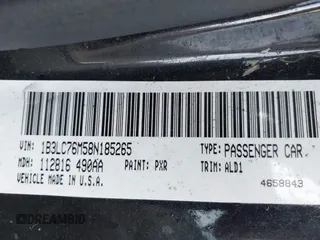 VIN: 1B3LC76M58N185265 TYPE: PASSENGER CAR
MDH: 112816 490AA PAINT: PXR TRIM: ALD1
VEHICLE MADE IN U.S.A. 4658843
DREAMBID